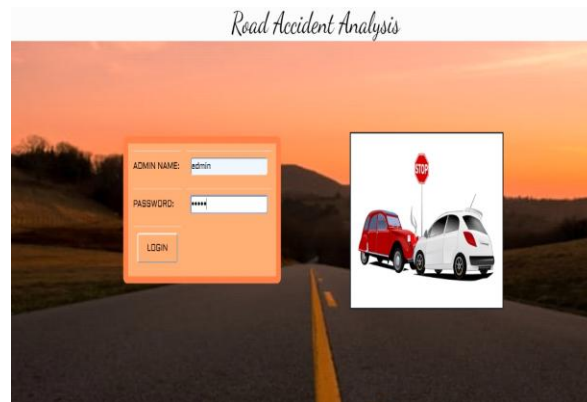 Road Accident Analysis
ADMIN NAME:
admin
STOP
PASSWORD:
•••••
LOGIN